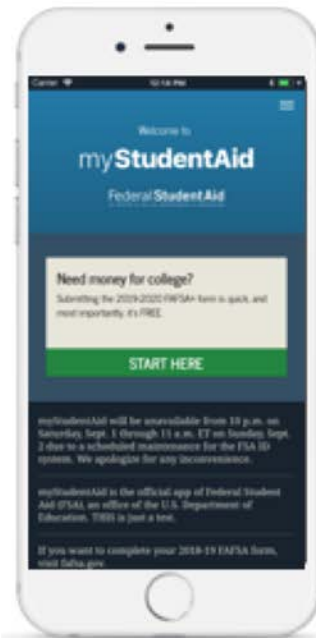 Carrier 12:14 PM
Welcome to
myStudentAid
Federal Student Aid
Need money for college?
Submitting the 2019-2020 FAFSA® form is quick, and
most importantly, it's FREE.
START HERE
myStudentAid will be unavailable from 10 p.m. on
Saturday, Sept. 1 through 11 a.m. ET on Sunday, Sept.
2 due to a scheduled maintenance for the FSA ID
system. We apologize for any inconvenience.
myStudentAid is the official app of Federal Student
Aid (FSA), an office of the U.S. Department of
Education. THIS is just a test.
If you want to complete your 2018-19 FAFSA form,
visit fafsa.gov